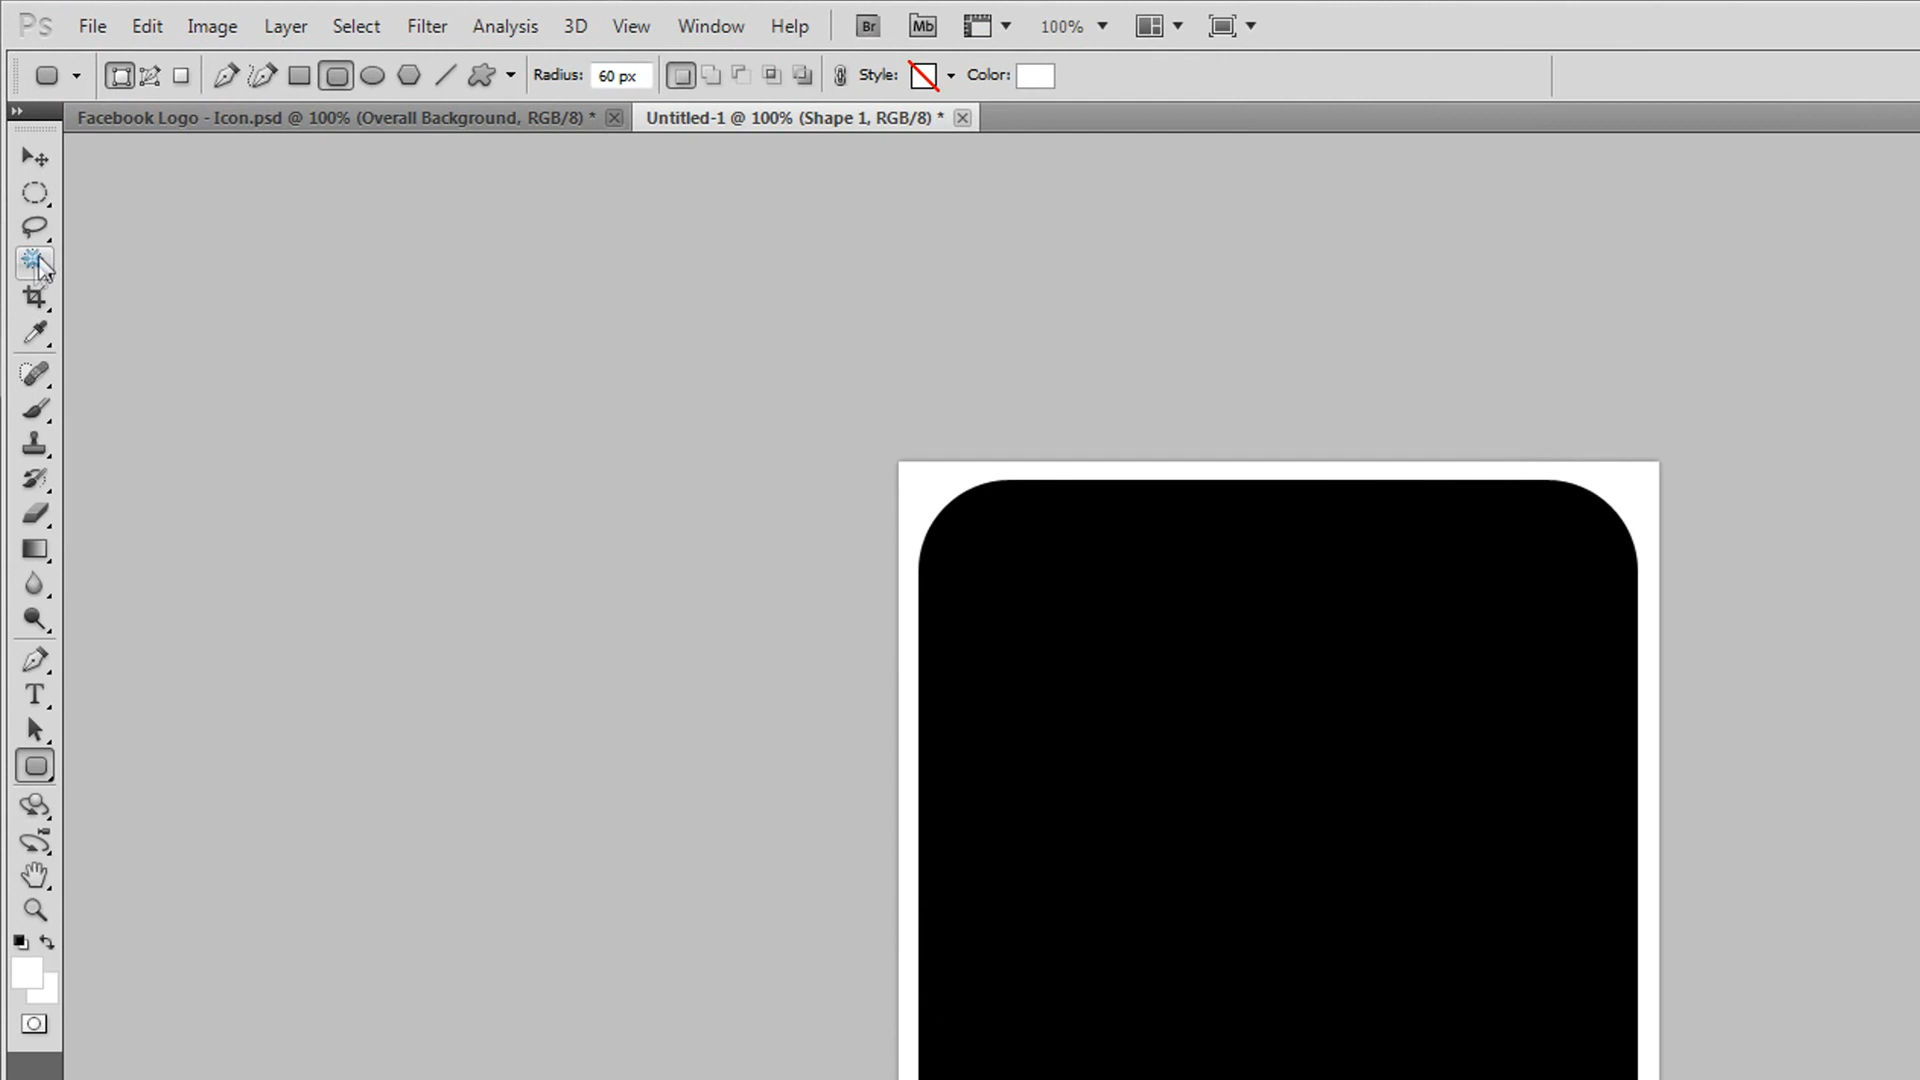 Ps File Edit Image Layer Select Filter Analysis 3D View Window Help Br Mb 100%
Radius: 60 px Style: Color:
Facebook Logo - Icon.psd @ 100% (Overall Background, RGB/8) * Untitled-1 @ 100% (Shape 1, RGB/8) *
T